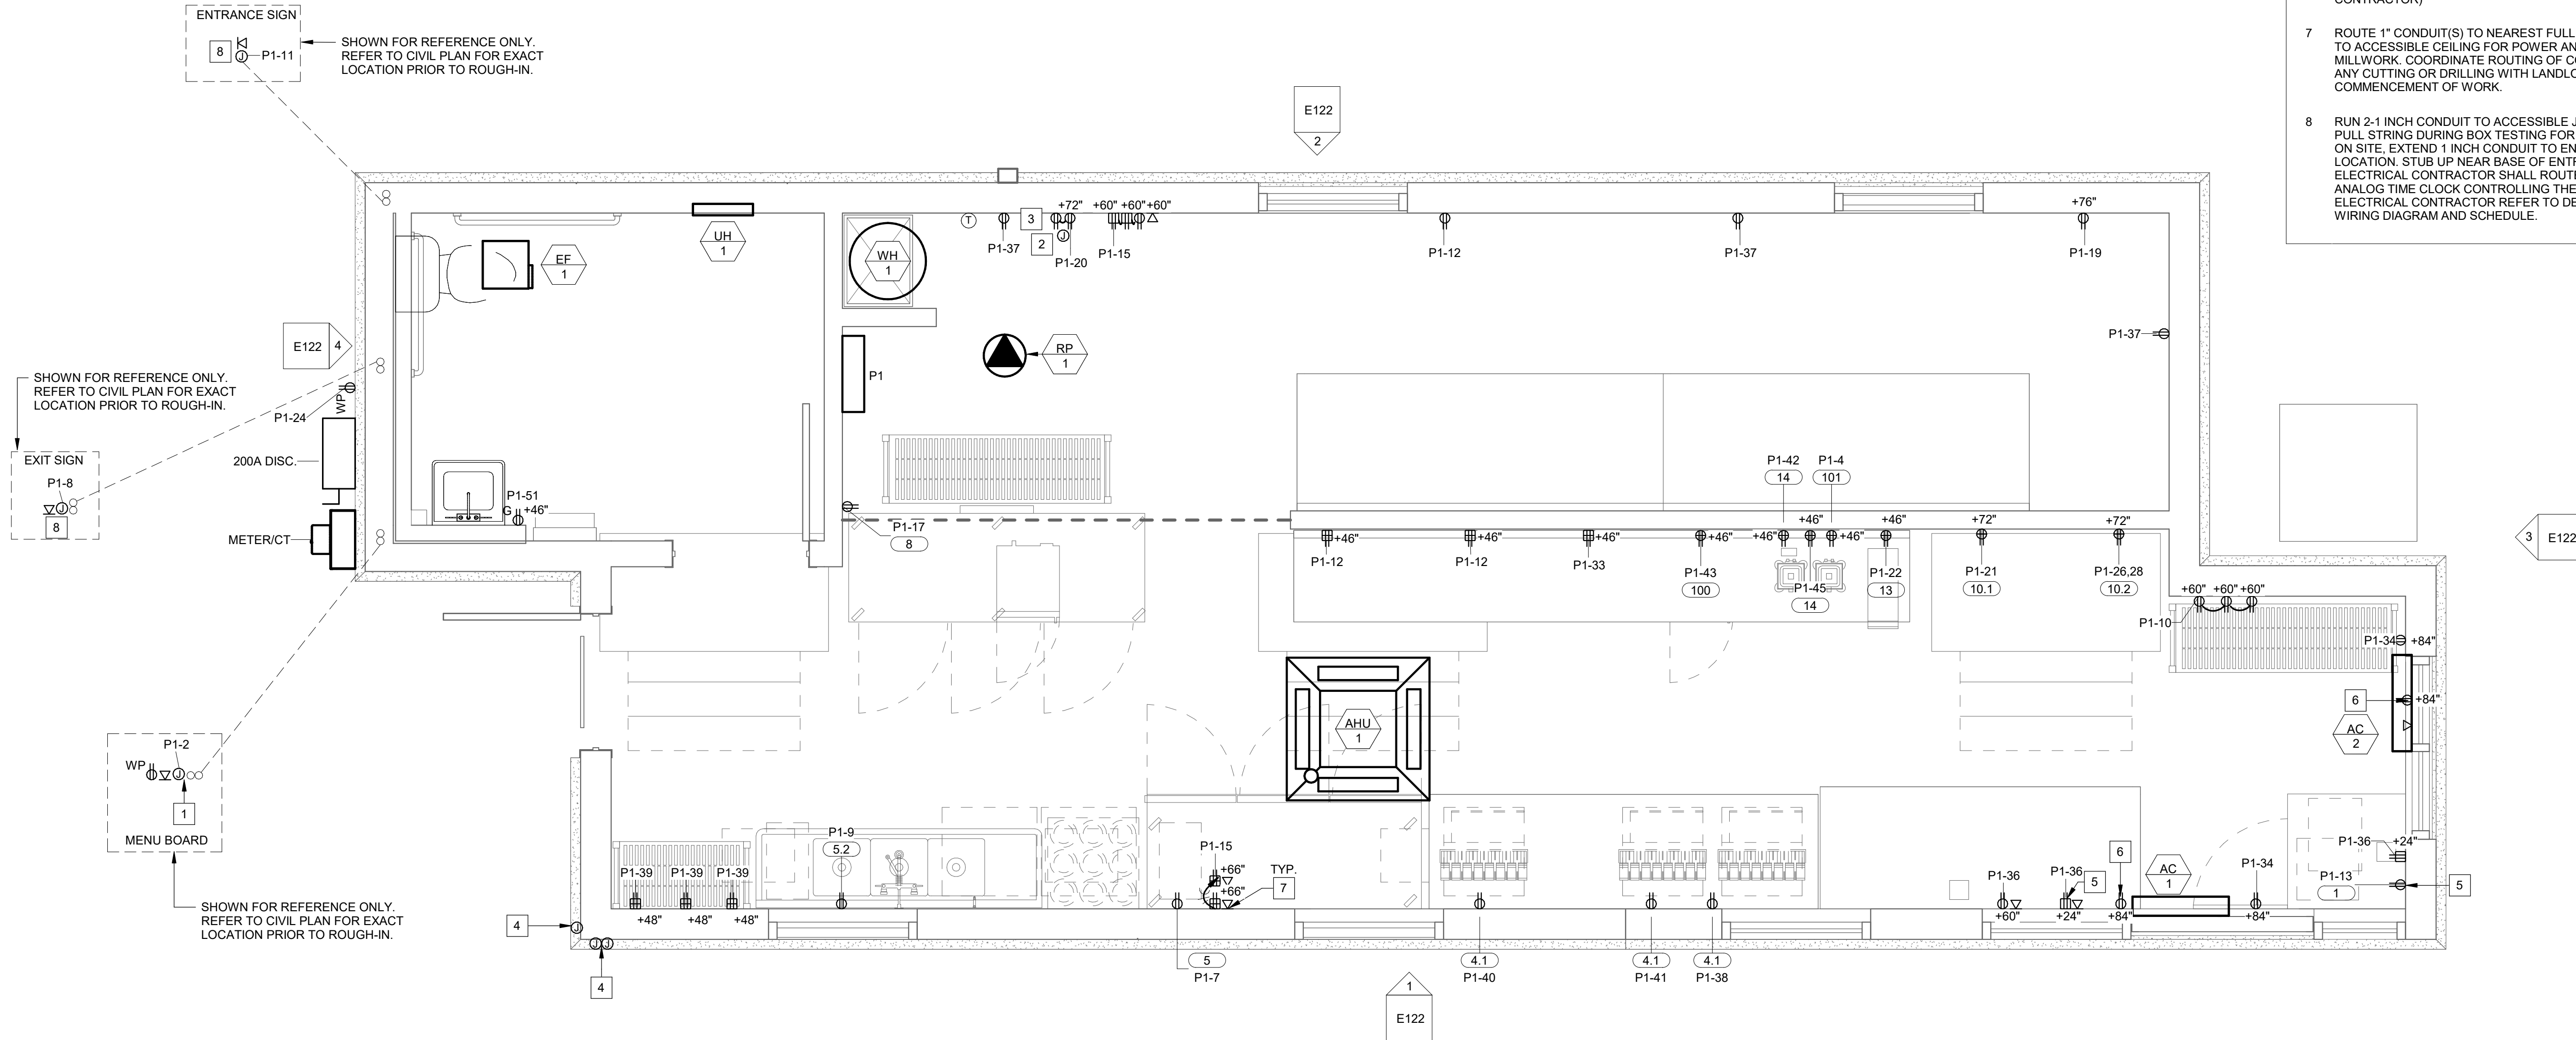 ENTRANCE SIGN
8
J
P1-11
SHOWN FOR REFERENCE ONLY.
REFER TO CIVIL PLAN FOR EXACT
LOCATION PRIOR TO ROUGH-IN.
CONTRACTOR)
7 ROUTE 1" CONDUIT(S) TO NEAREST FULL
TO ACCESSIBLE CEILING FOR POWER AN
MILLWORK. COORDINATE ROUTING OF CO
ANY CUTTING OR DRILLING WITH LANDLO
COMMENCEMENT OF WORK.
8 RUN 2-1 INCH CONDUIT TO ACCESSIBLE J
PULL STRING DURING BOX TESTING FOR
ON SITE, EXTEND 1 INCH CONDUIT TO EN
LOCATION. STUB UP NEAR BASE OF ENTR
ELECTRICAL CONTRACTOR SHALL ROUTE
ANALOG TIME CLOCK CONTROLLING THE
ELECTRICAL CONTRACTOR REFER TO DE
WIRING DIAGRAM AND SCHEDULE.
E122
2
+72" +60" +60" +60"
+76"
T
3
2
J
P1-37
P1-20
P1-15
P1-12
P1-37
P1-19
UH
1
EF
1
WH
1
E122
4
P1-37
RP
1
P1
SHOWN FOR REFERENCE ONLY.
REFER TO CIVIL PLAN FOR EXACT
LOCATION PRIOR TO ROUGH-IN.
WP
P1-24
200A DISC.
EXIT SIGN
P1-8
J
8
METER/CT
P1-51
G
+46"
P1-17
8
P1-42
14
P1-4
101
+46" +46" +46" +46" +46" +46" +46" +46"
+72"
+72"
P1-12
P1-12
P1-33
P1-43
100
P1-45
14
P1-22
13
P1-21
10.1
P1-26,28
10.2
3
E122
+60" +60" +60"
P1-10
P1-34
+84"
6
+84"
AC
2
AHU
1
P1-2
WP
J
1
MENU BOARD
SHOWN FOR REFERENCE ONLY.
REFER TO CIVIL PLAN FOR EXACT
LOCATION PRIOR TO ROUGH-IN.
P1-39
P1-39
P1-39
+48"
+48"
+48"
P1-9
5.2
P1-15
+66"
+66"
TYP.
7
4
J
J J
4
5
P1-7
4.1
P1-40
4.1
P1-41
4.1
P1-38
P1-36
+60"
P1-36
5
+24"
6
+84"
AC
1
P1-34
+84"
P1-36
+24"
P1-13
1
5
1
E122